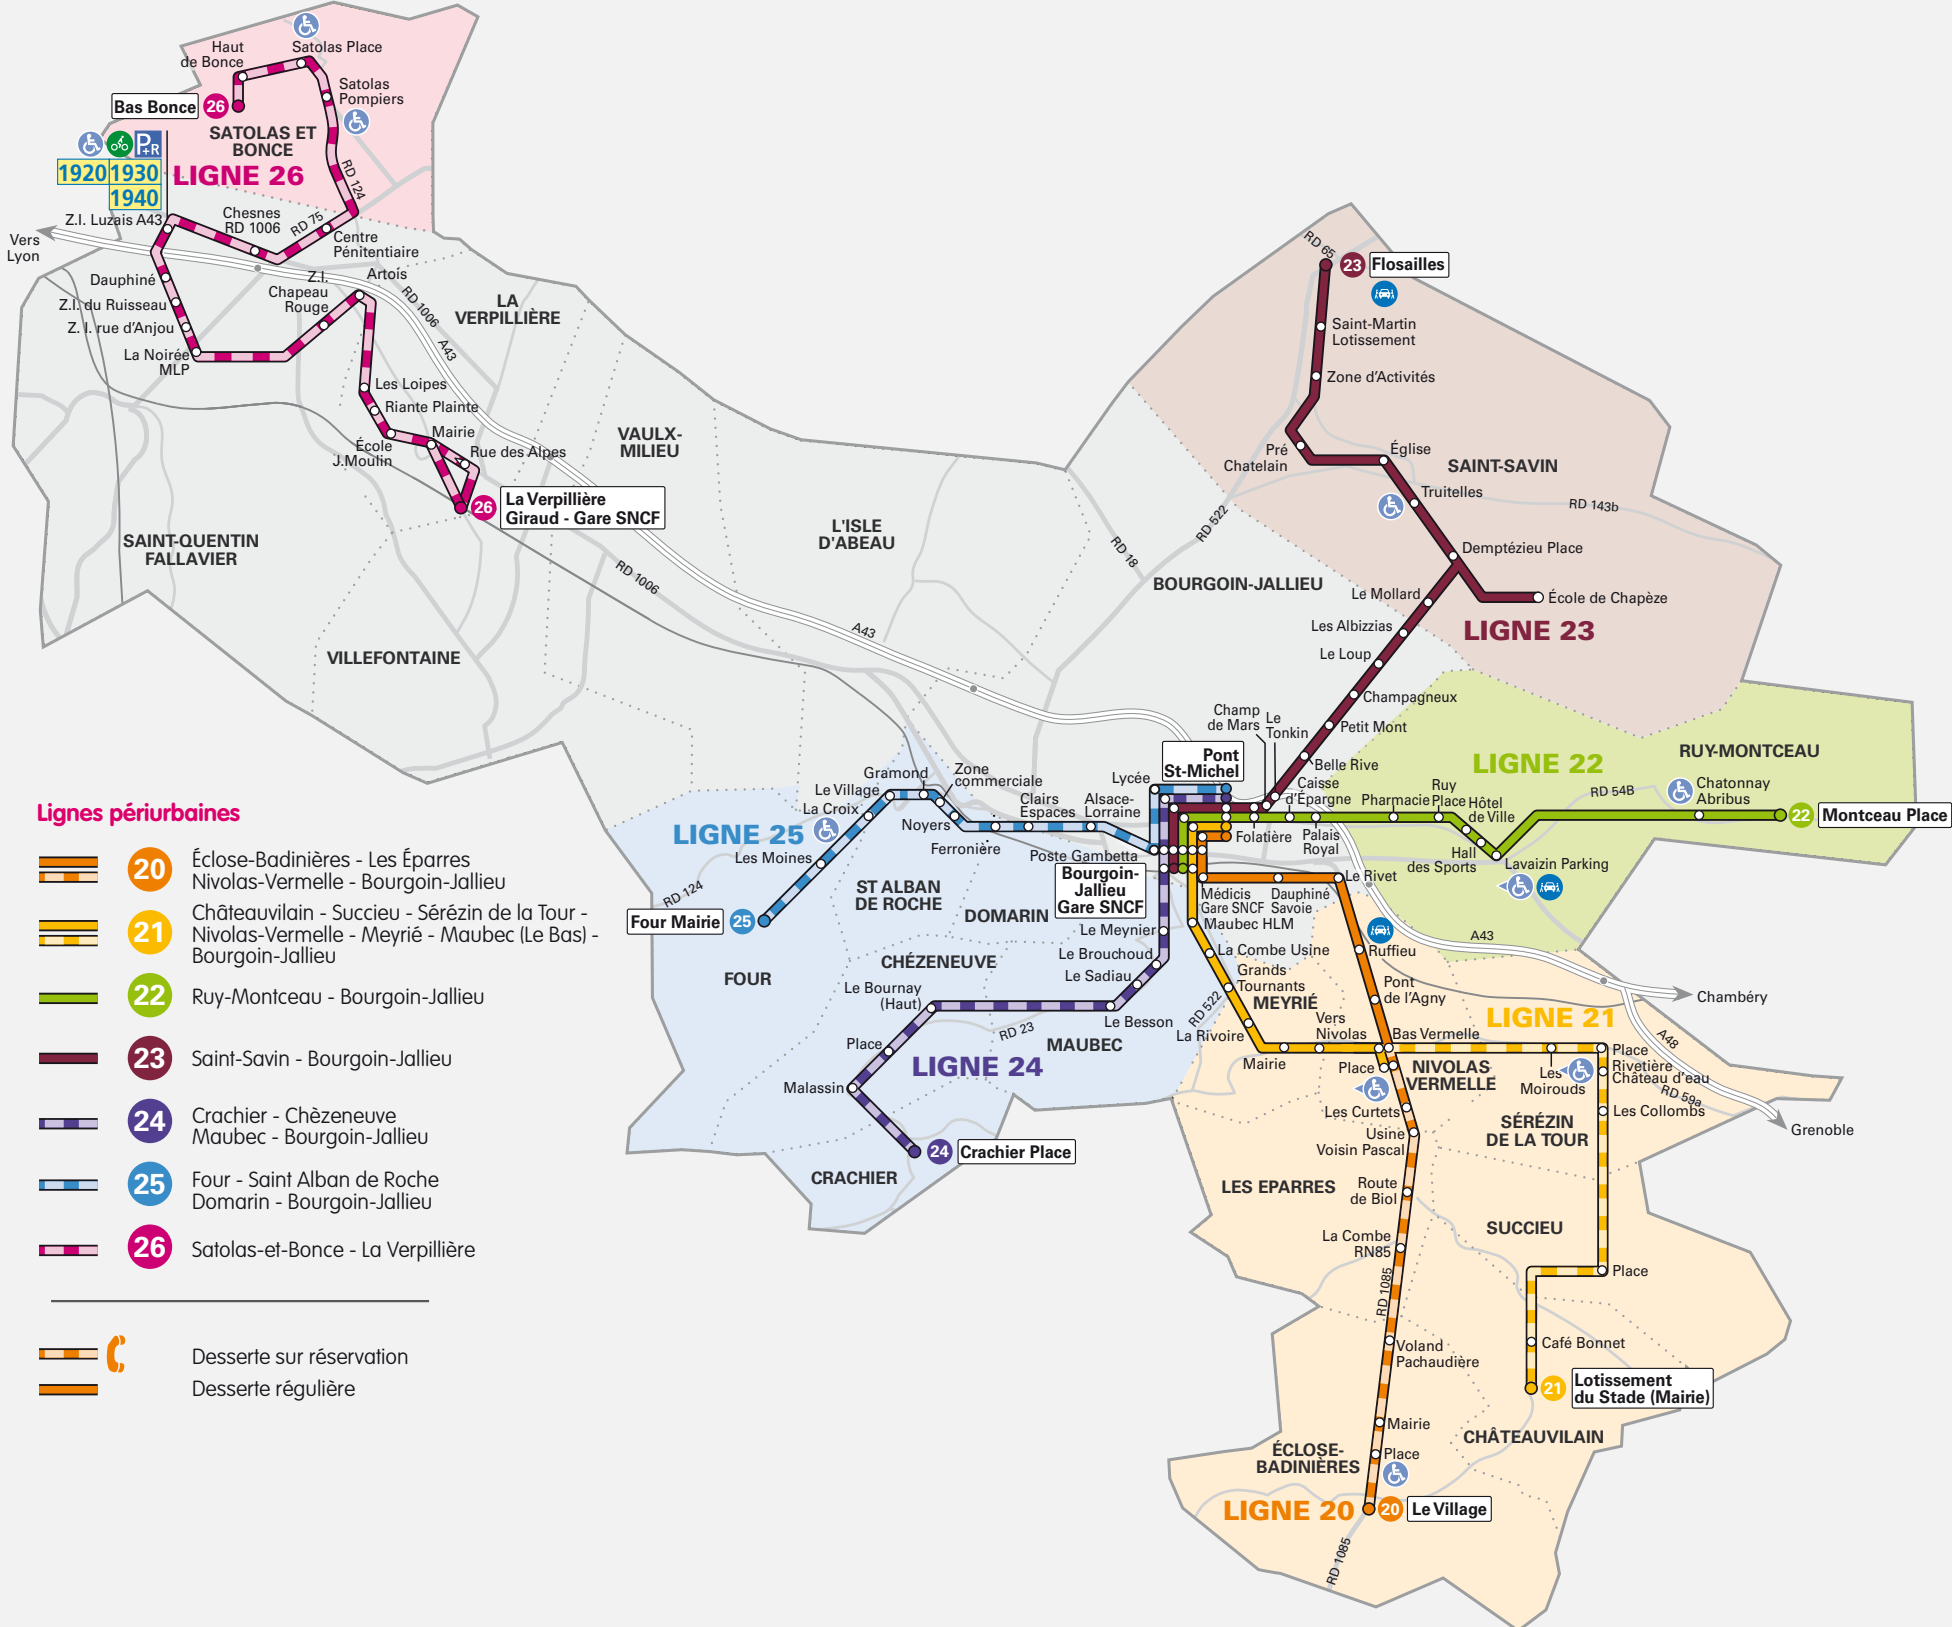 Haut
de Bonce
Satolas Place
Satolas
Pompiers
Bas Bonce
26
SATOLAS ET
BONCE
P
+R
1920
1930
1940
LIGNE 26
RD 124
Z.I. Luzais A43
Chesnes
RD 1006
RD 75
Centre
Pénitentiaire
Vers
Lyon
Dauphiné
Z.I. du Ruisseau
Z. I. rue d'Anjou
La Noirée
MLP
Z.I.
Chapeau
Rouge
Artois
RD 1006
A43
LA
VERPILLIÈRE
Les Loipes
Riante Plainte
École
J.Moulin
Mairie
Rue des Alpes
26
La Verpillière
Giraud - Gare SNCF
VAULX-
MILIEU
SAINT-QUENTIN
FALLAVIER
VILLEFONTAINE
RD 1006
L'ISLE
D'ABEAU
A43
RD 18
RD 522
BOURGOIN-JALLIEU
RD 65
23
Flosailles
Saint-Martin
Lotissement
Zone d'Activités
Pré
Chatelain
Église
SAINT-SAVIN
Truitelles
RD 143b
Demptézieu Place
École de Chapèze
Le Mollard
LIGNE 23
Les Albizzias
Le Loup
Champagneux
Petit Mont
Belle Rive
Champ
de Mars
Le
Tonkin
Pont
St-Michel
Lycée
Caisse
d'Épargne
Pharmacie
Ruy
Place
Hôtel
de Ville
LIGNE 22
RUY-MONTCEAU
RD 54B
Chatonnay
Abribus
22
Montceau Place
Folatière
Palais
Royal
Hall
des Sports
Lavaizin Parking
Gramond
Zone
commerciale
Le Village
La Croix
LIGNE 25
Les Moines
Noyers
Ferronière
Clairs
Espaces
Alsace-
Lorraine
Poste Gambetta
RD 124
Four Mairie
25
ST ALBAN
DE ROCHE
DOMARIN
Bourgoin-
Jallieu
Gare SNCF
Médicis
Gare SNCF
Dauphiné
Savoie
Le Rivet
Maubec HLM
Le Meynier
Le Brouchoud
Le Sadiau
La Combe Usine
Grands
Tournants
Ruffieu
A43
FOUR
CHÉZENEUVE
Le Bournay
(Haut)
Le Besson
RD 522
MEYRIÉ
Pont
de l'Agny
Chambéry
La Rivoire
Vers
Nivolas
Bas Vermelle
LIGNE 21
RD 23
MAUBEC
Place
LIGNE 24
Malassin
24
Crachier Place
CRACHIER
Mairie
Place
NIVOLAS
VERMELLE
Les
Moirouds
Place
Rivetière
Château d'eau
A48
RD 59a
Les Collombs
Grenoble
Les Curtets
Usine
Voisin Pascal
SÉRÉZIN
DE LA TOUR
LES EPARRES
Route
de Biol
SUCCIEU
La Combe
RN85
RD 1085
Place
Voland
Pachaudière
Café Bonnet
21
Lotissement
du Stade (Mairie)
Mairie
CHÂTEAUVILAIN
ÉCLOSE-
BADINIÈRES
Place
LIGNE 20
20
Le Village
RD 1085
Lignes périurbaines
20
Éclose-Badinières - Les Éparres
Nivolas-Vermelle - Bourgoin-Jallieu
21
Châteauvilain - Succieu - Sérézin de la Tour -
Nivolas-Vermelle - Meyrié - Maubec (Le Bas) -
Bourgoin-Jallieu
22
Ruy-Montceau - Bourgoin-Jallieu
23
Saint-Savin - Bourgoin-Jallieu
24
Crachier - Chèzeneuve
Maubec - Bourgoin-Jallieu
25
Four - Saint Alban de Roche
Domarin - Bourgoin-Jallieu
26
Satolas-et-Bonce - La Verpillière
Desserte sur réservation
Desserte régulière